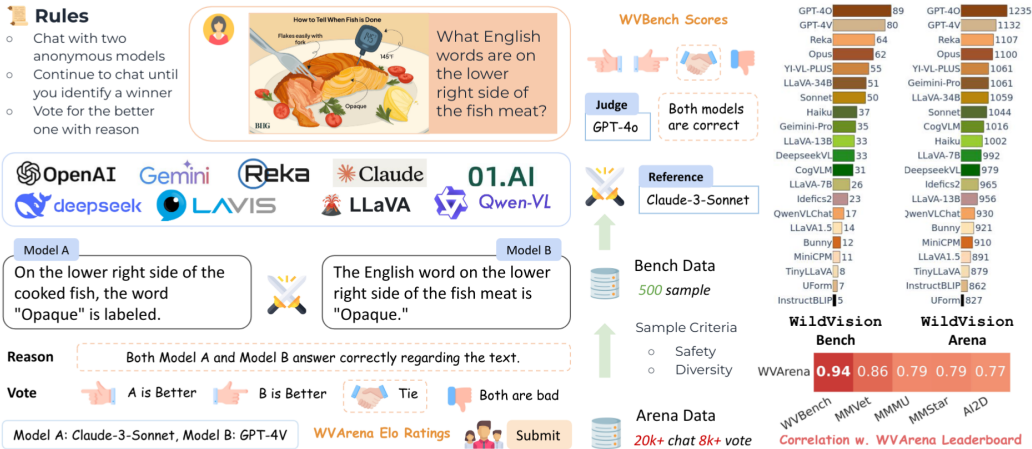 Rules
Chat with two
anonymous models
Continue to chat until
you identify a winner
Vote for the better
one with reason
How to Tell When Fish is Done
Flakes easily with
fork
145°F
Opaque
BHG
What English
words are on
the lower
right side of
the fish meat?
OpenAI
Gemini
Reka
Claude
01.AI
deepseek
LAVIS
LLaVA
Qwen-VL
Model A
On the lower right side of the
cooked fish, the word
"Opaque" is labeled.
Model B
The English word on the lower
right side of the fish meat is
"Opaque."
Reason
Both Model A and Model B answer correctly regarding the text.
Vote
A is Better
B is Better
Tie
Both are bad
Model A: Claude-3-Sonnet, Model B: GPT-4V
WVArena Elo Ratings
Submit
WVBench Scores
Judge
GPT-4o
Both models
are correct
Reference
Claude-3-Sonnet
Bench Data
500 sample
Sample Criteria
Safety
Diversity
Arena Data
20k+ chat 8k+ vote
GPT-4O 89
GPT-4V 80
Reka 64
Opus 62
YI-VL-PLUS 55
LLaVA-34B 51
Sonnet 50
Haiku 37
Geimini-Pro 35
LLaVA-13B 33
DeepseekVL 33
CogVLM 31
LLaVA-7B 26
Idefics2 23
QwenVLChat 17
LLaVA1.5 14
Bunny 12
MiniCPM 11
TinyLLaVA 8
UForm 7
InstructBLIP 5
WildVision
Bench
GPT-4O 1235
GPT-4V 1132
Reka 1107
Opus 1100
YI-VL-PLUS 1061
Geimini-Pro 1061
LLaVA-34B 1059
Sonnet 1044
CogVLM 1016
Haiku 1002
LLaVA-7B 992
DeepseekVL 979
Idefics2 965
LLaVA-13B 956
QwenVLChat 930
Bunny 921
MiniCPM 910
LLaVA1.5 891
TinyLLaVA 879
InstructBLIP 862
UForm 827
WildVision
Arena
WVArena 0.94 0.86 0.79 0.79 0.77
WVBench MMVet MMMU MMStar AI2D
Correlation w. WVArena Leaderboard